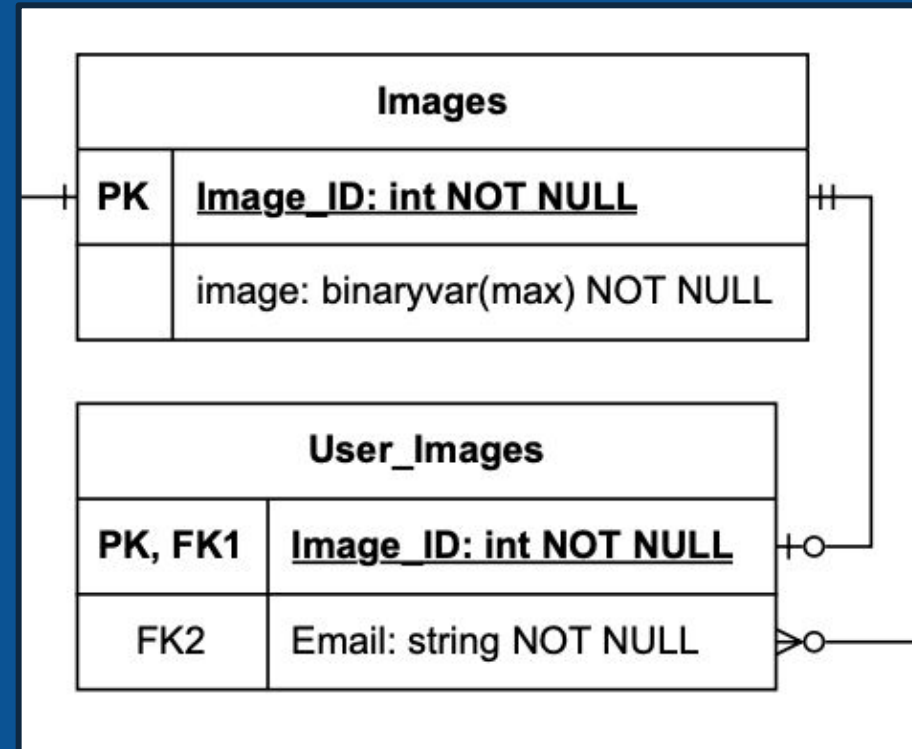 Images
PK Image_ID: int NOT NULL
image: binaryvar(max) NOT NULL
User_Images
PK, FK1 Image_ID: int NOT NULL
FK2 Email: string NOT NULL